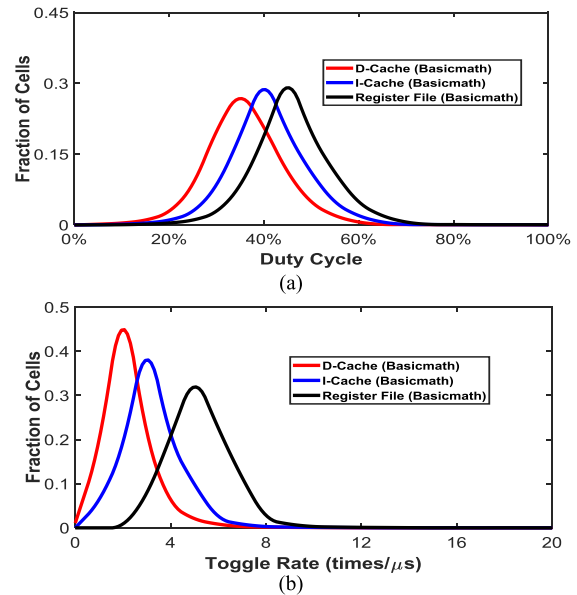 0.45
0.3
0.15
0
Fraction of Cells
D-Cache (Basicmath)
I-Cache (Basicmath)
Register File (Basicmath)
0% 20% 40% 60% 80% 100%
Duty Cycle
(a)
0.5
0.4
0.3
0.2
0.1
0
Fraction of Cells
D-Cache (Basicmath)
I-Cache (Basicmath)
Register File (Basicmath)
0 4 8 12 16 20
Toggle Rate (times/μs)
(b)